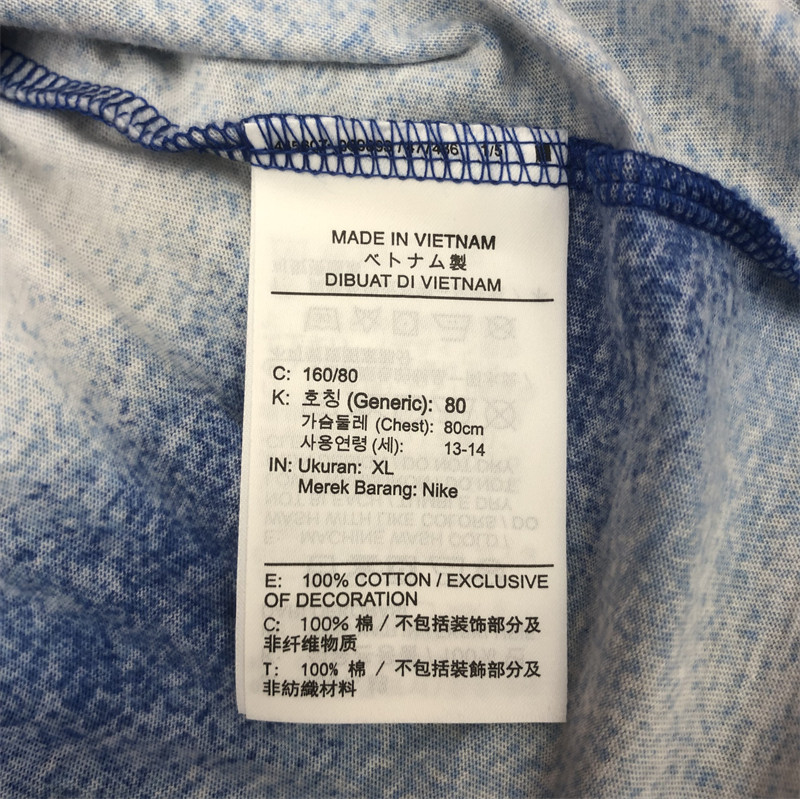 MADE IN VIETNAM
ベトナム製
DIBUAT DI VIETNAM
C: 160/80
K: 호칭 (Generic): 80
가슴둘레 (Chest): 80cm
사용연령 (세): 13-14
IN: Ukuran: XL
Merek Barang: Nike
E: 100% COTTON / EXCLUSIVE
OF DECORATION
C: 100% 棉 / 不包括装饰部分及
非纤维物质
T: 100% 棉 / 不包括裝飾部分及
非紡織材料